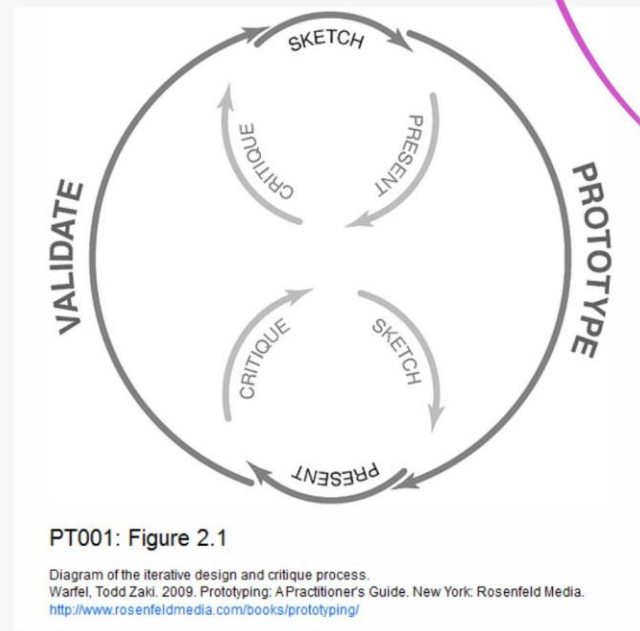 SKETCH
CRITIQUE
PRESENT
VALIDATE
PROTOTYPE
CRITIQUE
SKETCH
PRESENT
PT001: Figure 2.1
Diagram of the iterative design and critique process.
Warfel, Todd Zaki. 2009. Prototyping: A Practitioner's Guide. New York: Rosenfeld Media.
http://www.rosenfeldmedia.com/books/prototyping/